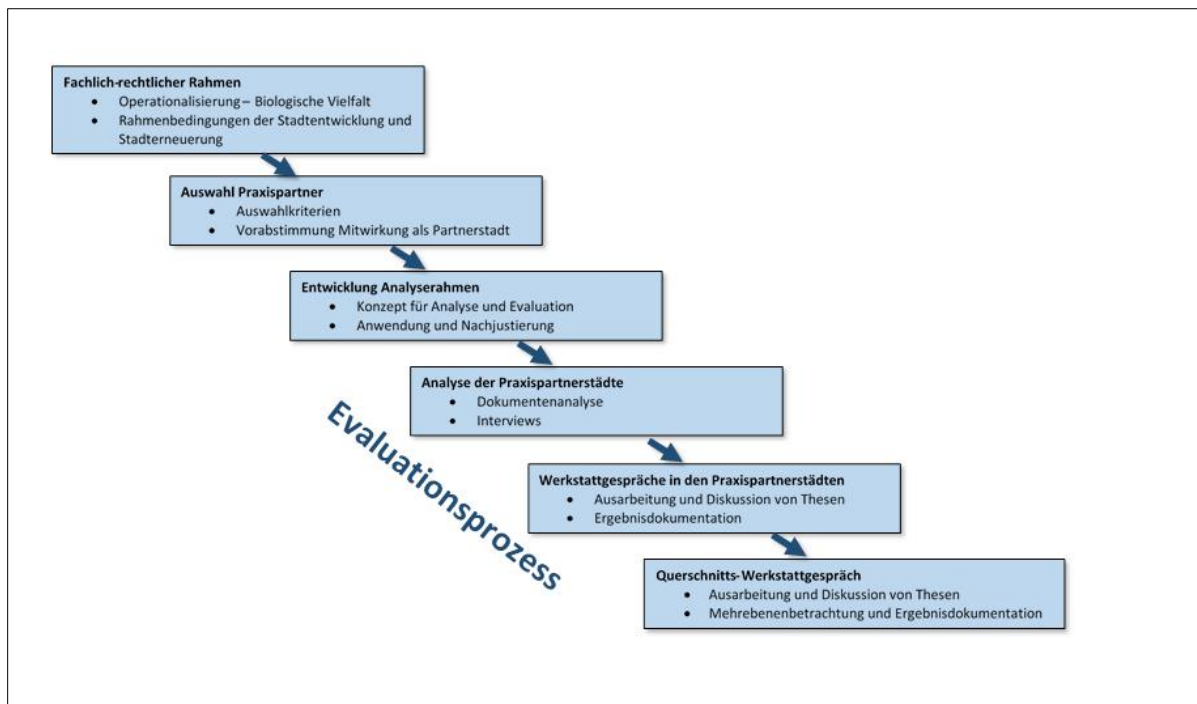 Fachlich-rechtlicher Rahmen
• Operationalisierung – Biologische Vielfalt
• Rahmenbedingungen der Stadtentwicklung und
Stadterneuerung
Auswahl Praxispartner
• Auswahlkriterien
• Vorabstimmung Mitwirkung als Partnerstadt
Entwicklung Analyserahmen
• Konzept für Analyse und Evaluation
• Anwendung und Nachjustierung
Analyse der Praxispartnerstädte
• Dokumentenanalyse
• Interviews
Werkstattgespräche in den Praxispartnerstädten
• Ausarbeitung und Diskussion von Thesen
• Ergebnisdokumentation
Querschnitts-Werkstattgespräch
• Ausarbeitung und Diskussion von Thesen
• Mehrebenenbetrachtung und Ergebnisdokumentation
Evaluationsprozess